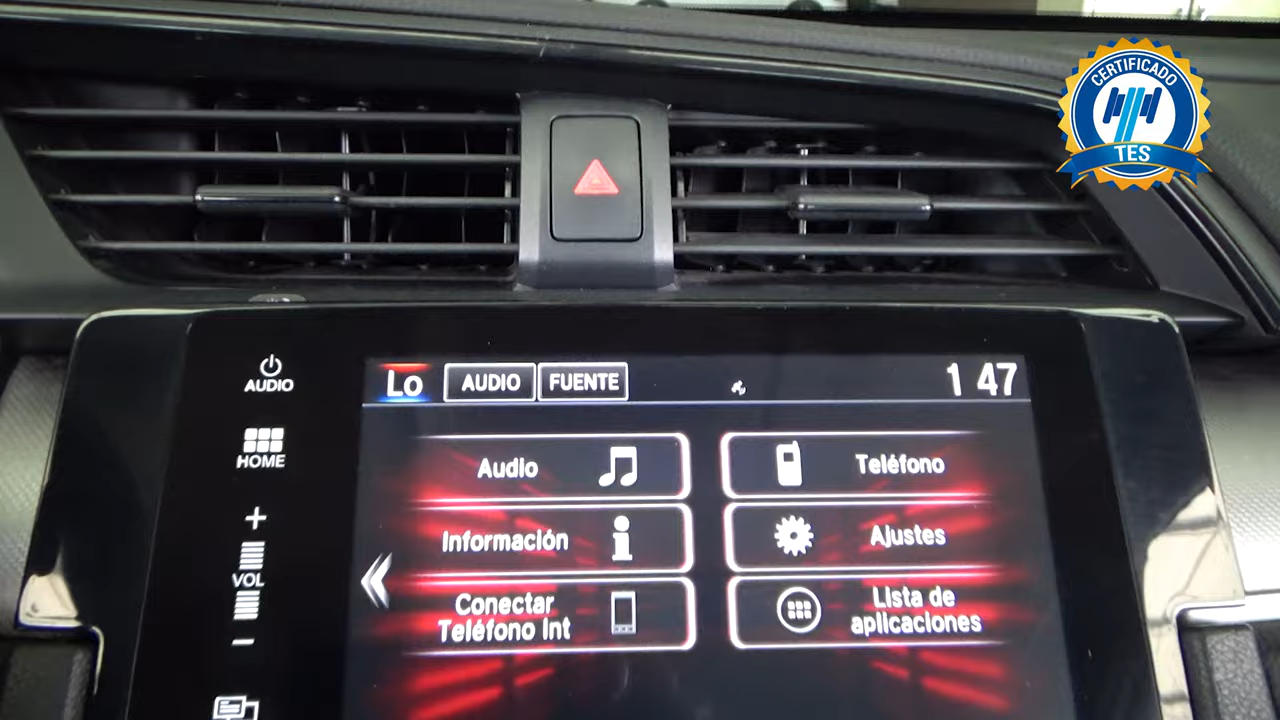 CERTIFICADO
TES
AUDIO
HOME
+
VOL
−
Lo
AUDIO
FUENTE
1 47
Audio
Teléfono
Información
Ajustes
Conectar
Teléfono Int
Lista de
aplicaciones